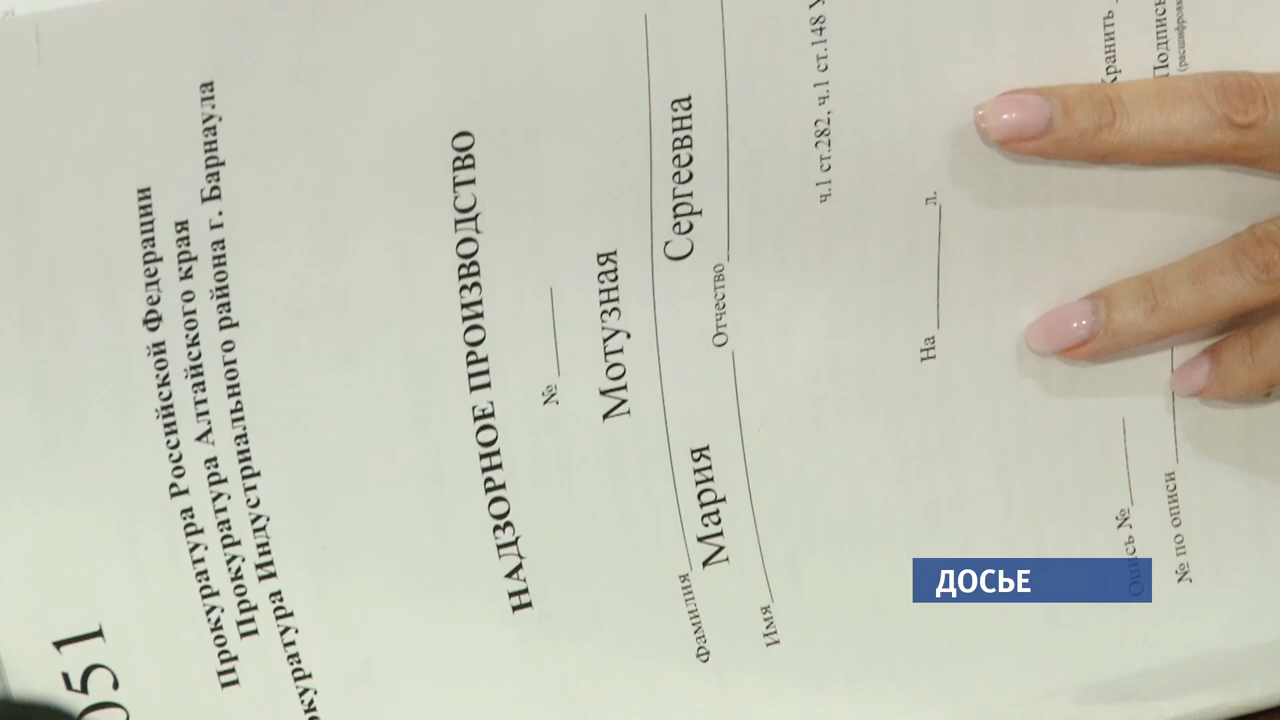 051
Прокуратура Российской Федерации
Прокуратура Алтайского края
Прокуратура Индустриального района г. Барнаула
НАДЗОРНОЕ ПРОИЗВОДСТВО
№
Мотузная
Фамилия
Мария Сергеевна
Имя Отчество
ч.1 ст.282, ч.1 ст.148
На л.
Опись № Хранить
№ по описи Подпись
ДОСЬЕ